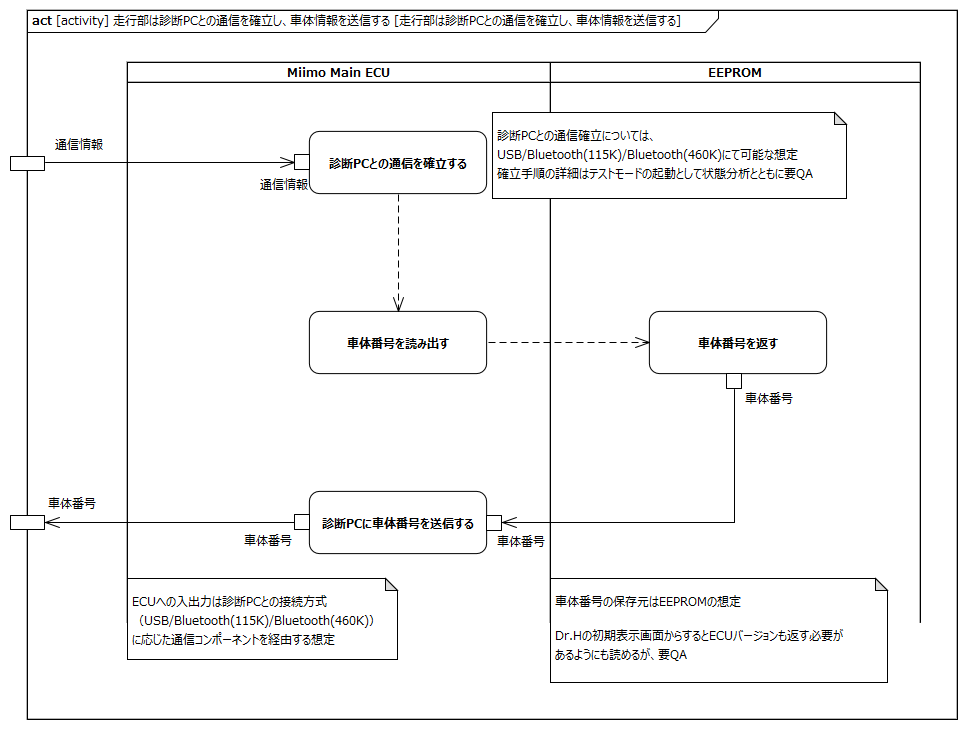 act [activity] 走行部は診断PCとの通信を確立し、車体情報を送信する [走行部は診断PCとの通信を確立し、車体情報を送信する]
Miimo Main ECU
EEPROM
通信情報
通信情報
診断PCとの通信を確立する
診断PCとの通信確立については、
USB/Bluetooth(115K)/Bluetooth(460K)にて可能な想定
確立手順の詳細はテストモードの起動として状態分析とともに要QA
車体番号を読み出す
車体番号を返す
車体番号
車体番号
車体番号
診断PCに車体番号を送信する
車体番号
ECUへの入出力は診断PCとの接続方式
（USB/Bluetooth(115K)/Bluetooth(460K)）
に応じた通信コンポーネントを経由する想定
車体番号の保存元はEEPROMの想定
Dr.Hの初期表示画面からするとECUバージョンも返す必要が
あるようにも読めるが、要QA